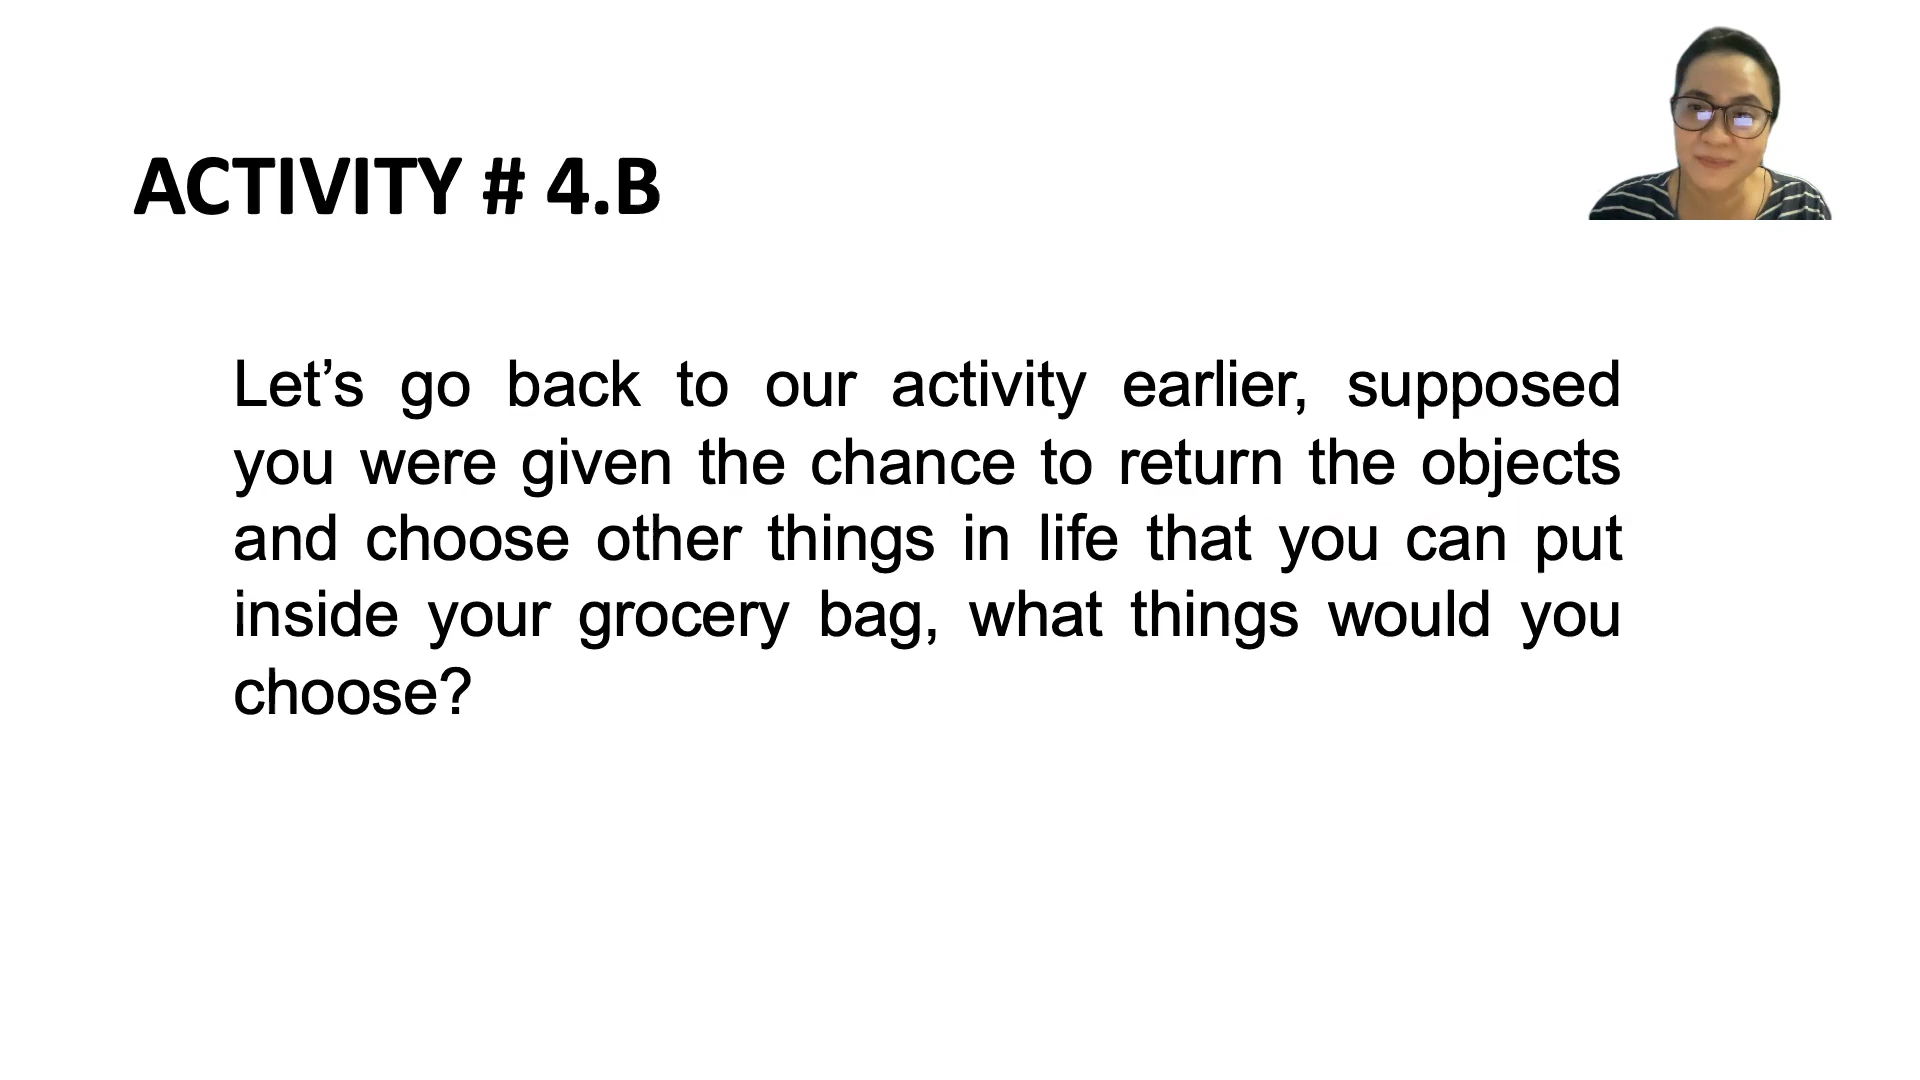 ACTIVITY # 4.B
Let’s go back to our activity earlier, supposed
you were given the chance to return the objects
and choose other things in life that you can put
inside your grocery bag, what things would you
choose?